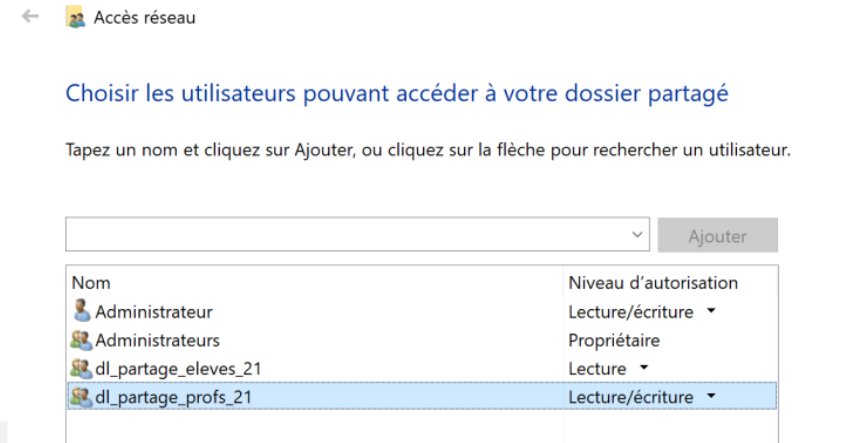 Accès réseau
Choisir les utilisateurs pouvant accéder à votre dossier partagé
Tapez un nom et cliquez sur Ajouter, ou cliquez sur la flèche pour rechercher un utilisateur.
Ajouter
Nom Niveau d'autorisation
Administrateur Lecture/écriture
Administrateurs Propriétaire
dl_partage_eleves_21 Lecture
dl_partage_profs_21 Lecture/écriture